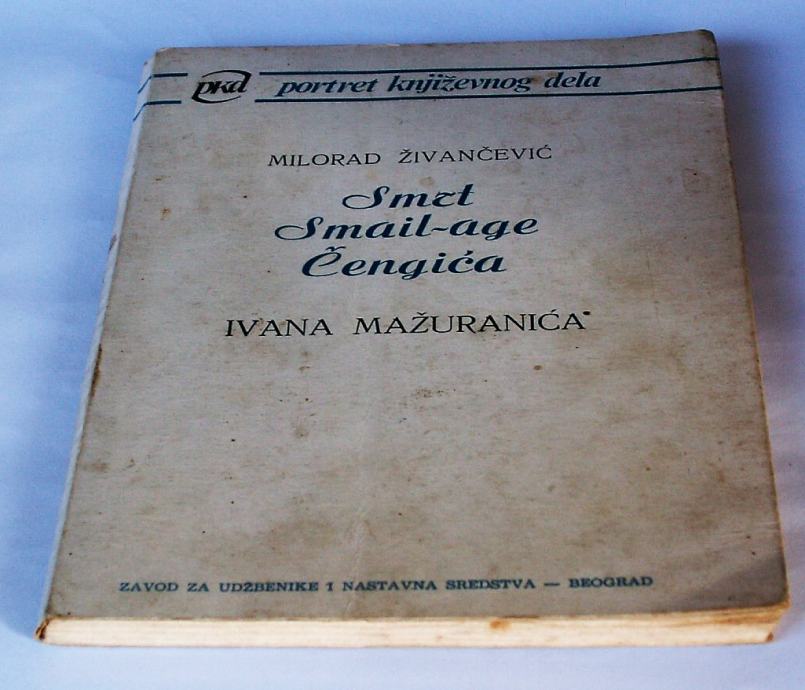 pkd portret književnog dela
MILORAD ŽIVANČEVIĆ
Smrt
Smail-age
Čengića
IVANA MAŽURANIĆA
ZAVOD ZA UDŽBENIKE I NASTAVNA SREDSTVA — BEOGRAD